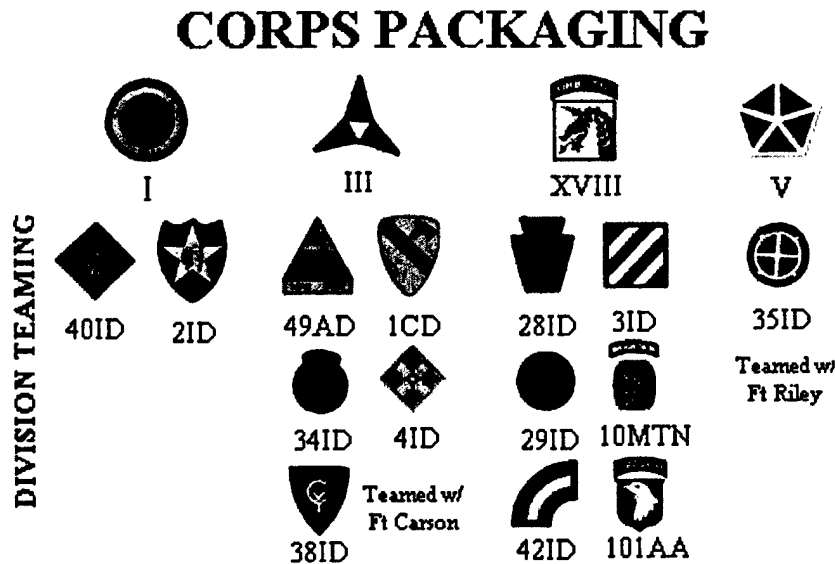 CORPS PACKAGING
I III XVIII V
DIVISION TEAMING
40ID 2ID 49AD 1CD 28ID 3ID 35ID
Teamed w/
Ft Riley
34ID 4ID 29ID 10MTN
Teamed w/
Ft Carson
38ID 42ID 101AA